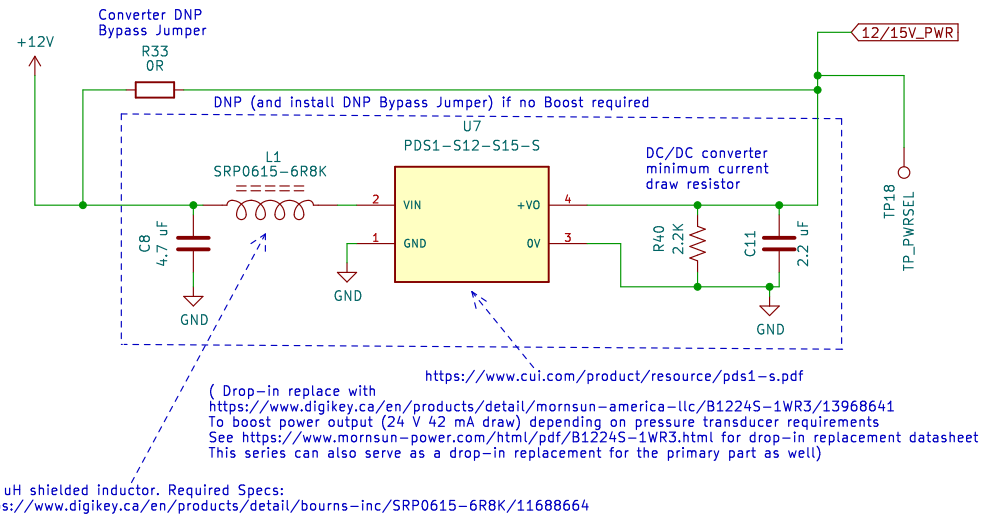 Converter DNP
Bypass Jumper
+12V
R33
0R
12/15V_PWR
DNP (and install DNP Bypass Jumper) if no Boost required
U7
PDS1-S12-S15-S
L1
SRP0615-6R8K
DC/DC converter
minimum current
draw resistor
2
VIN
+VO
4
1
GND
0V
3
C8
4.7 uF
R40
2.2K
C11
2.2 uF
TP18
TP_PWRSEL
GND
GND
GND
https://www.cui.com/product/resource/pds1-s.pdf
( Drop-in replace with
https://www.digikey.ca/en/products/detail/mornsun-america-llc/B1224S-1WR3/13968641
To boost power output (24 V 42 mA draw) depending on pressure transducer requirements
See https://www.mornsun-power.com/html/pdf/B1224S-1WR3.html for drop-in replacement datasheet
This series can also serve as a drop-in replacement for the primary part as well)
uH shielded inductor. Required Specs:
s://www.digikey.ca/en/products/detail/bourns-inc/SRP0615-6R8K/11688664